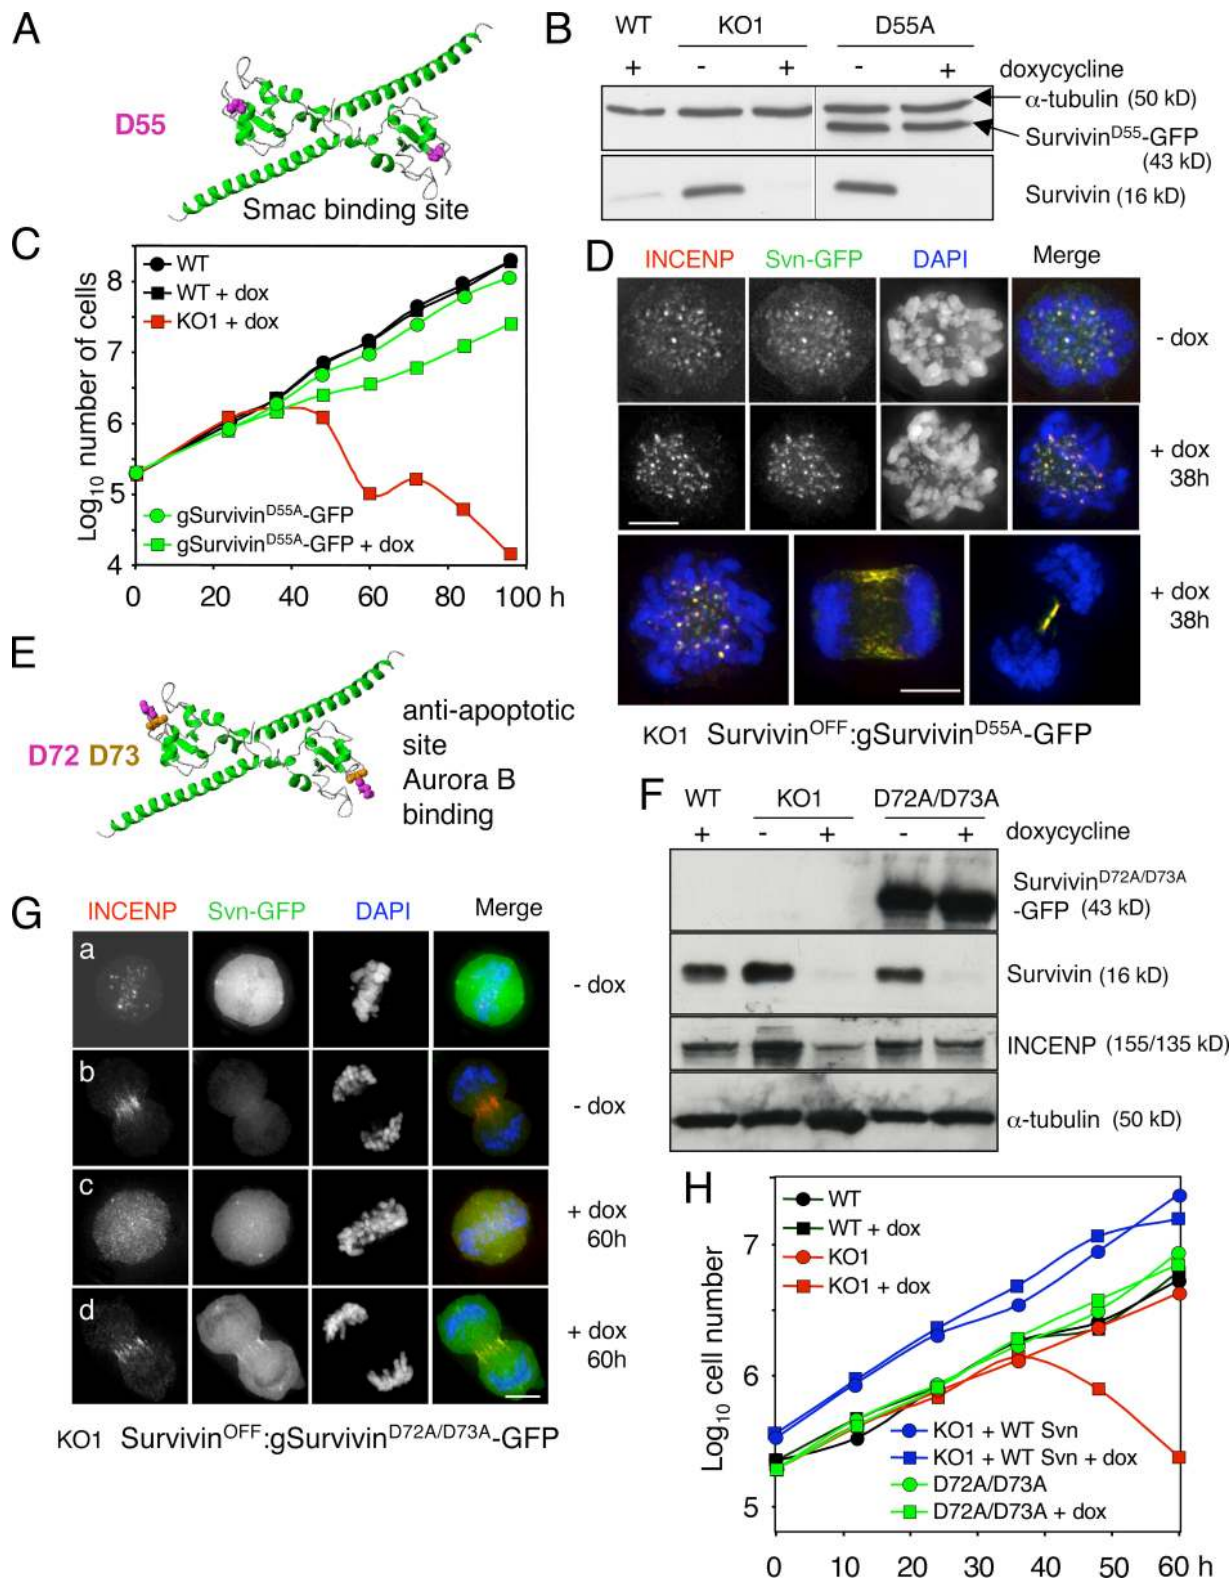 A
D55
Smac binding site
B
WT KO1 D55A
+ - + - + doxycycline
α-tubulin (50 kD)
Survivin^D55-GFP
(43 kD)
Survivin (16 kD)
C
Log10 number of cells
8
7
6
5
4
0 20 40 60 80 100 h
WT
WT + dox
KO1 + dox
gSurvivin^D55A-GFP
gSurvivin^D55A-GFP + dox
D
INCENP Svn-GFP DAPI Merge
- dox
+ dox
38h
+ dox
38h
KO1 Survivin^OFF:gSurvivin^D55A-GFP
E
D72 D73
anti-apoptotic
site
Aurora B
binding
F
WT KO1 D72A/D73A
+ - + - + doxycycline
Survivin^D72A/D73A
-GFP (43 kD)
Survivin (16 kD)
INCENP (155/135 kD)
α-tubulin (50 kD)
G
INCENP Svn-GFP DAPI Merge
a
- dox
b
- dox
c
+ dox
60h
d
+ dox
60h
KO1 Survivin^OFF:gSurvivin^D72A/D73A-GFP
H
Log10 cell number
7
6
5
0 10 20 30 40 50 60 h
WT
WT + dox
KO1
KO1 + dox
KO1 + WT Svn
KO1 + WT Svn + dox
D72A/D73A
D72A/D73A + dox